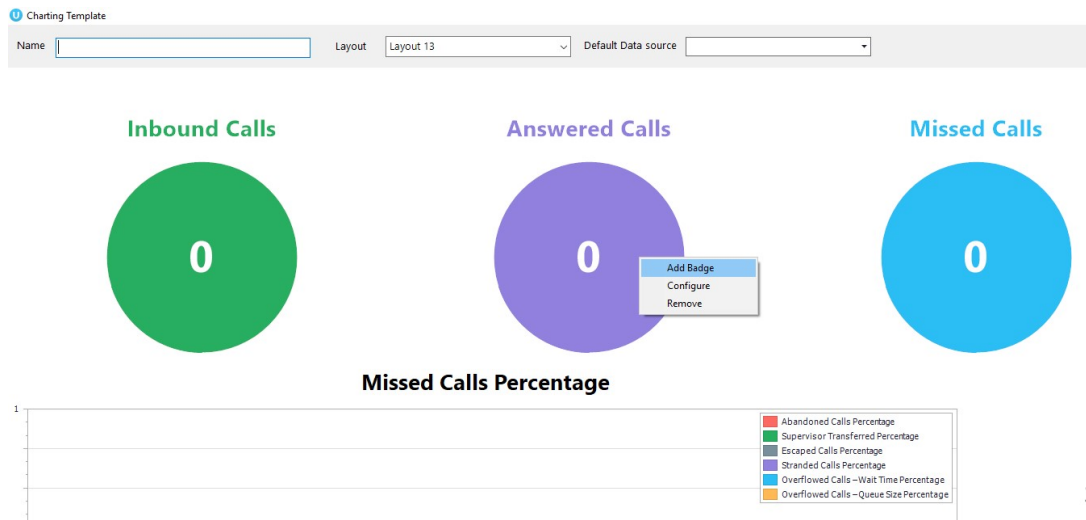 U Charting Template
Name Layout Layout 13 Default Data source
Inbound Calls Answered Calls Missed Calls
0 0 0
Add Badge
Configure
Remove
Missed Calls Percentage
1
Abandoned Calls Percentage
Supervisor Transferred Percentage
Escaped Calls Percentage
Stranded Calls Percentage
Overflowed Calls –Wait Time Percentage
Overflowed Calls –Queue Size Percentage